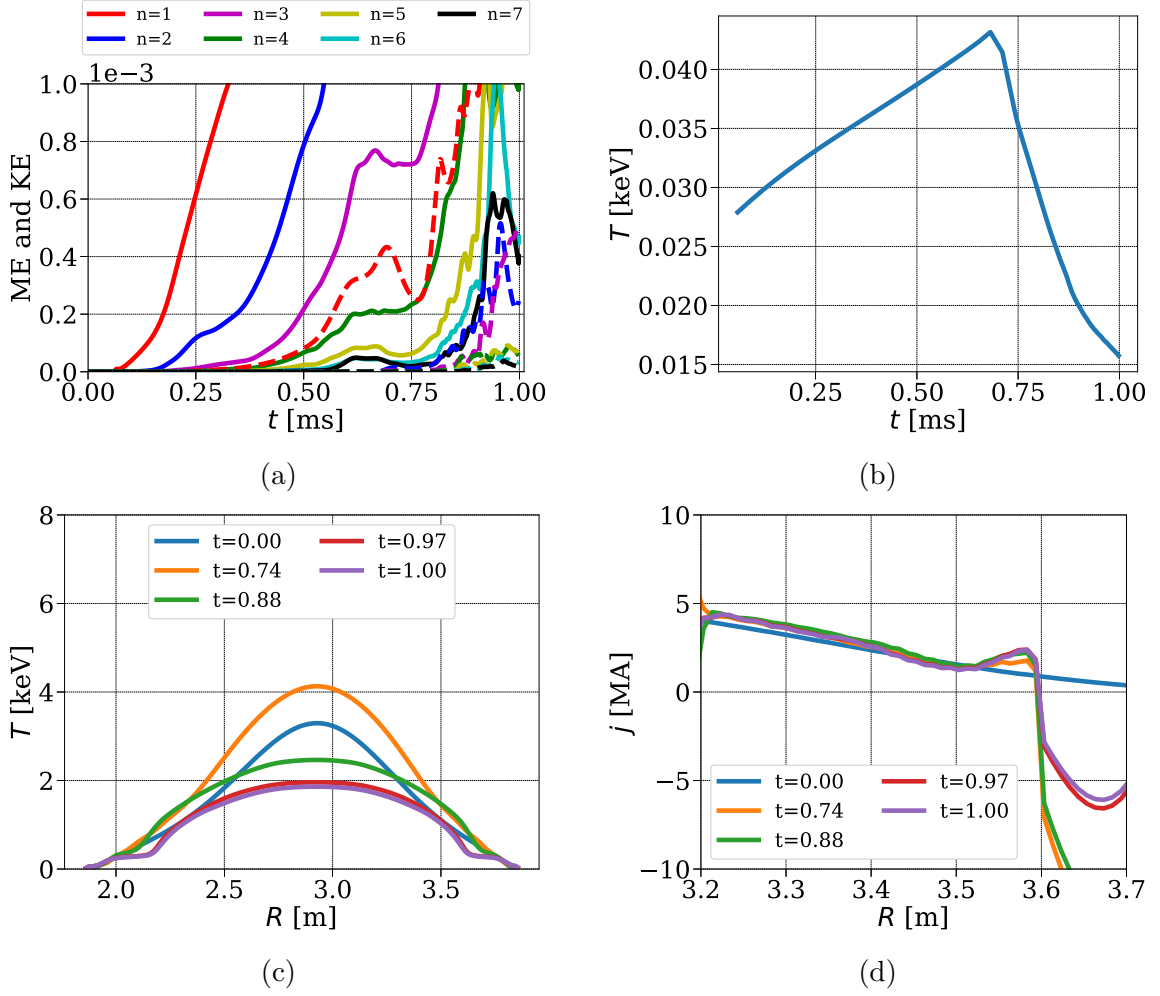 n=1 n=3 n=5 n=7
n=2 n=4 n=6
1e−3
1.0
0.8
0.6
0.4
0.2
0.0
ME and KE
0.00 0.25 0.50 0.75 1.00
t [ms]
(a)
0.040
0.035
0.030
0.025
0.020
0.015
T [keV]
0.25 0.50 0.75 1.00
t [ms]
(b)
8
6
4
2
0
T [keV]
t=0.00 t=0.97
t=0.74 t=1.00
t=0.88
2.0 2.5 3.0 3.5
R [m]
(c)
10
5
0
−5
−10
j [MA]
t=0.00 t=0.97
t=0.74 t=1.00
t=0.88
3.2 3.3 3.4 3.5 3.6 3.7
R [m]
(d)